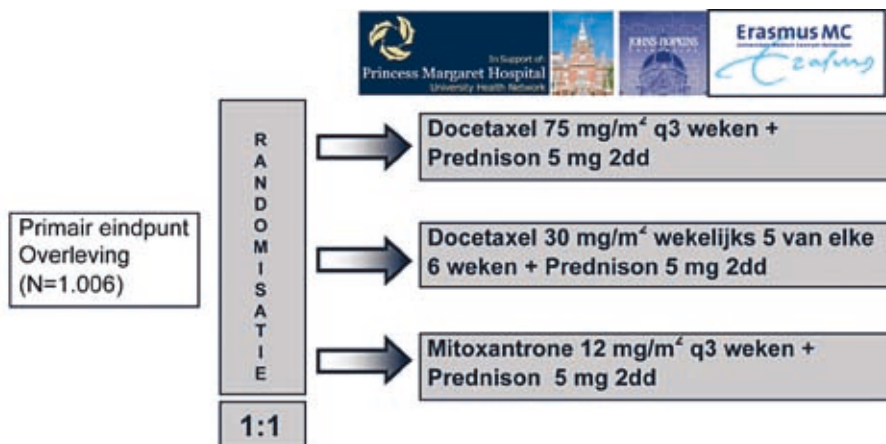 In Support of:
Princess Margaret Hospital
University Health Network
JOHNS HOPKINS
Erasmus MC
Erasmus
Primair eindpunt
Overleving
(N=1.006)
RANDOMISATIE
1:1
Docetaxel 75 mg/m² q3 weken +
Prednison 5 mg 2dd
Docetaxel 30 mg/m² wekelijks 5 van elke
6 weken + Prednison 5 mg 2dd
Mitoxantrone 12 mg/m² q3 weken +
Prednison 5 mg 2dd